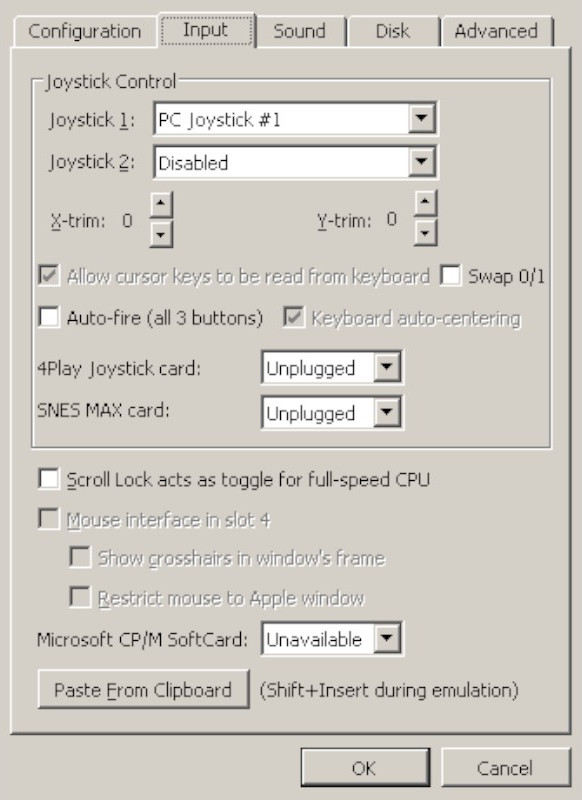 Configuration Input Sound Disk Advanced
Joystick Control
Joystick 1: PC Joystick #1
Joystick 2: Disabled
X-trim: 0 Y-trim: 0
Allow cursor keys to be read from keyboard Swap 0/1
Auto-fire (all 3 buttons) Keyboard auto-centering
4Play Joystick card: Unplugged
SNES MAX card: Unplugged
Scroll Lock acts as toggle for full-speed CPU
Mouse interface in slot 4
Show crosshairs in window's frame
Restrict mouse to Apple window
Microsoft CP/M SoftCard: Unavailable
Paste From Clipboard (Shift+Insert during emulation)
OK Cancel